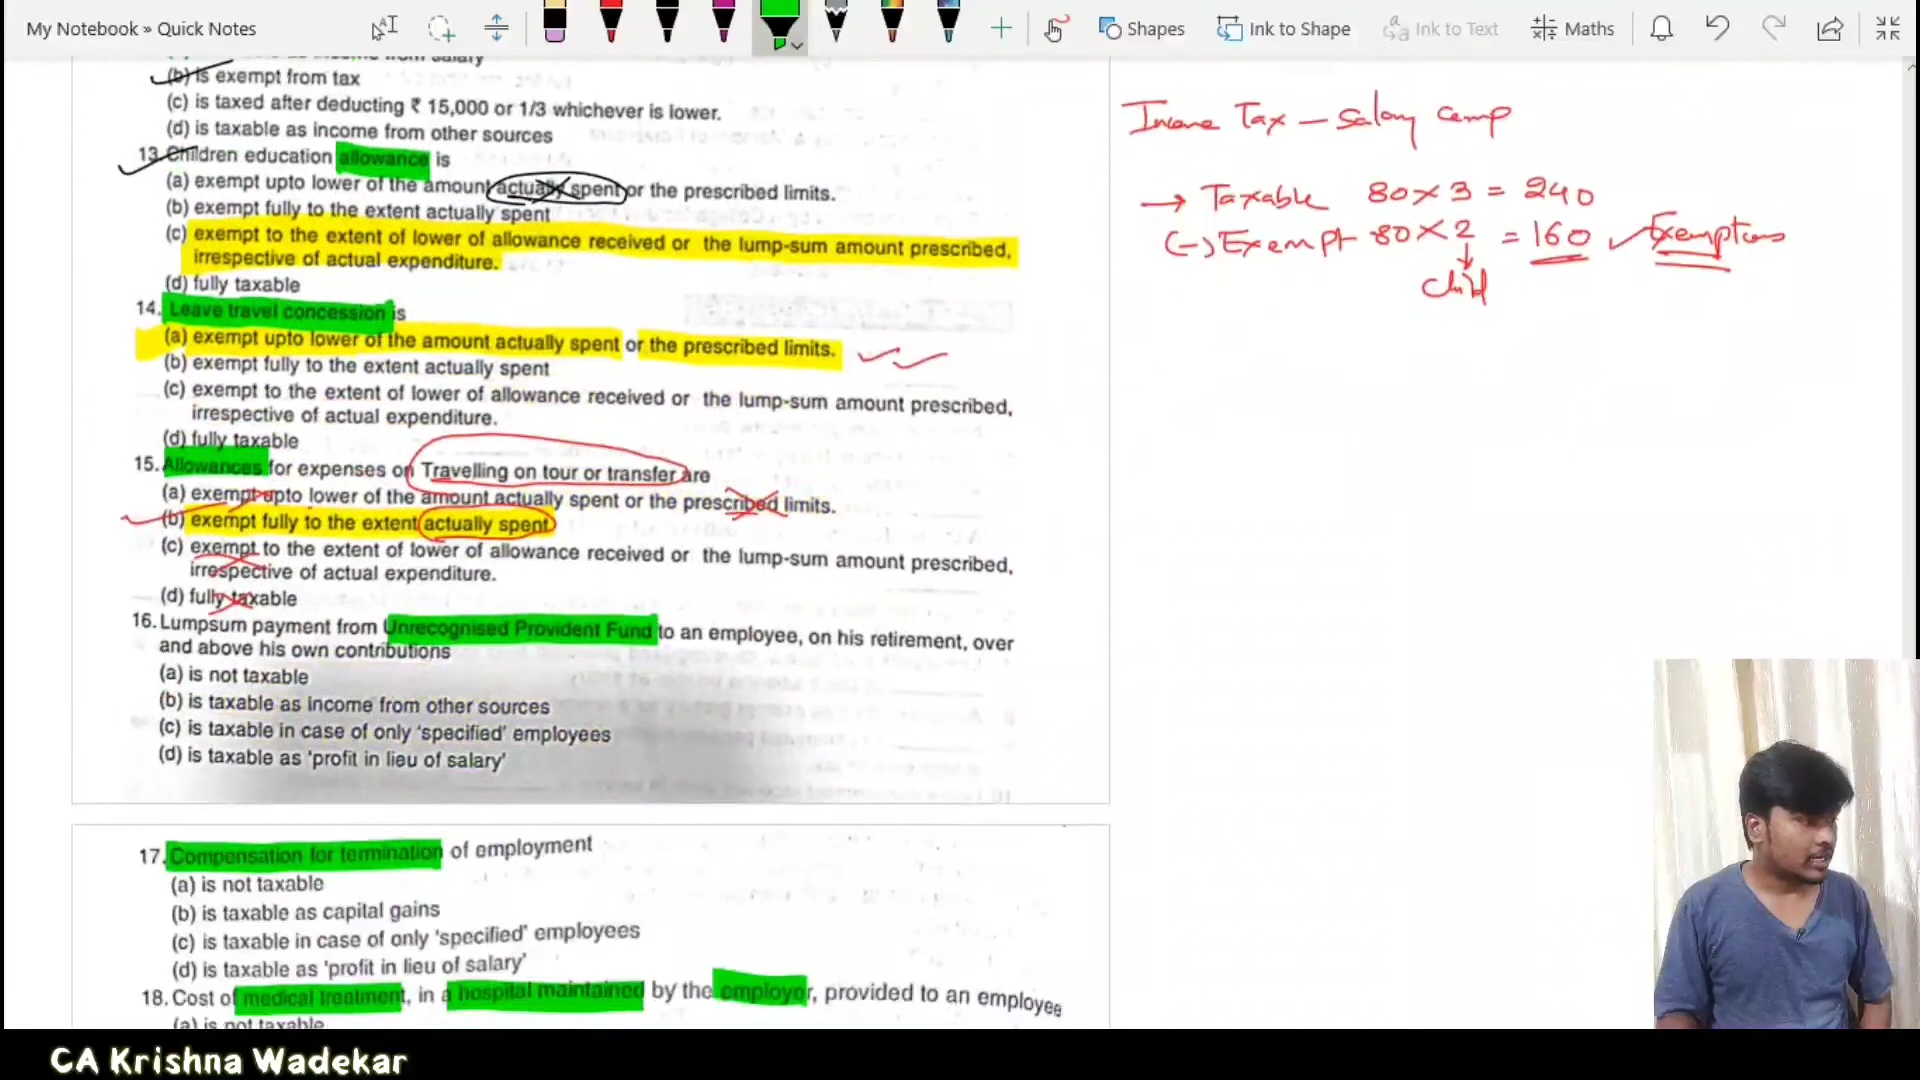 My Notebook » Quick Notes
Shapes
Ink to Shape
Ink to Text
Maths
(b) is exempt from tax
(c) is taxed after deducting ₹ 15,000 or 1/3 whichever is lower.
(d) is taxable as income from other sources
13. Children education allowance is
(a) exempt upto lower of the amount actually spent or the prescribed limits.
(b) exempt fully to the extent actually spent
(c) exempt to the extent of lower of allowance received or the lump-sum amount prescribed,
irrespective of actual expenditure.
(d) fully taxable
14. Leave travel concession is
(a) exempt upto lower of the amount actually spent or the prescribed limits.
(b) exempt fully to the extent actually spent
(c) exempt to the extent of lower of allowance received or the lump-sum amount prescribed,
irrespective of actual expenditure.
(d) fully taxable
15. Allowances for expenses on Travelling on tour or transfer are
(a) exempt upto lower of the amount actually spent or the prescribed limits.
(b) exempt fully to the extent actually spent
(c) exempt to the extent of lower of allowance received or the lump-sum amount prescribed,
irrespective of actual expenditure.
(d) fully taxable
16. Lumpsum payment from Unrecognised Provident Fund to an employee, on his retirement, over
and above his own contributions
(a) is not taxable
(b) is taxable as Income from other sources
(c) is taxable in case of only 'specified' employees
(d) is taxable as 'profit in lieu of salary'
17. Compensation for termination of employment
(a) is not taxable
(b) is taxable as capital gains
(c) is taxable in case of only 'specified' employees
(d) is taxable as 'profit in lieu of salary'
18. Cost of medical treatment, in a hospital maintained by the employer, provided to an employee
(a) is not taxable
Income Tax – Salary comp
→ Taxable 80 × 3 = 240
(-) Exempt 80 × 2 = 160 ✓ Exemptions
child
CA Krishna Wadekar